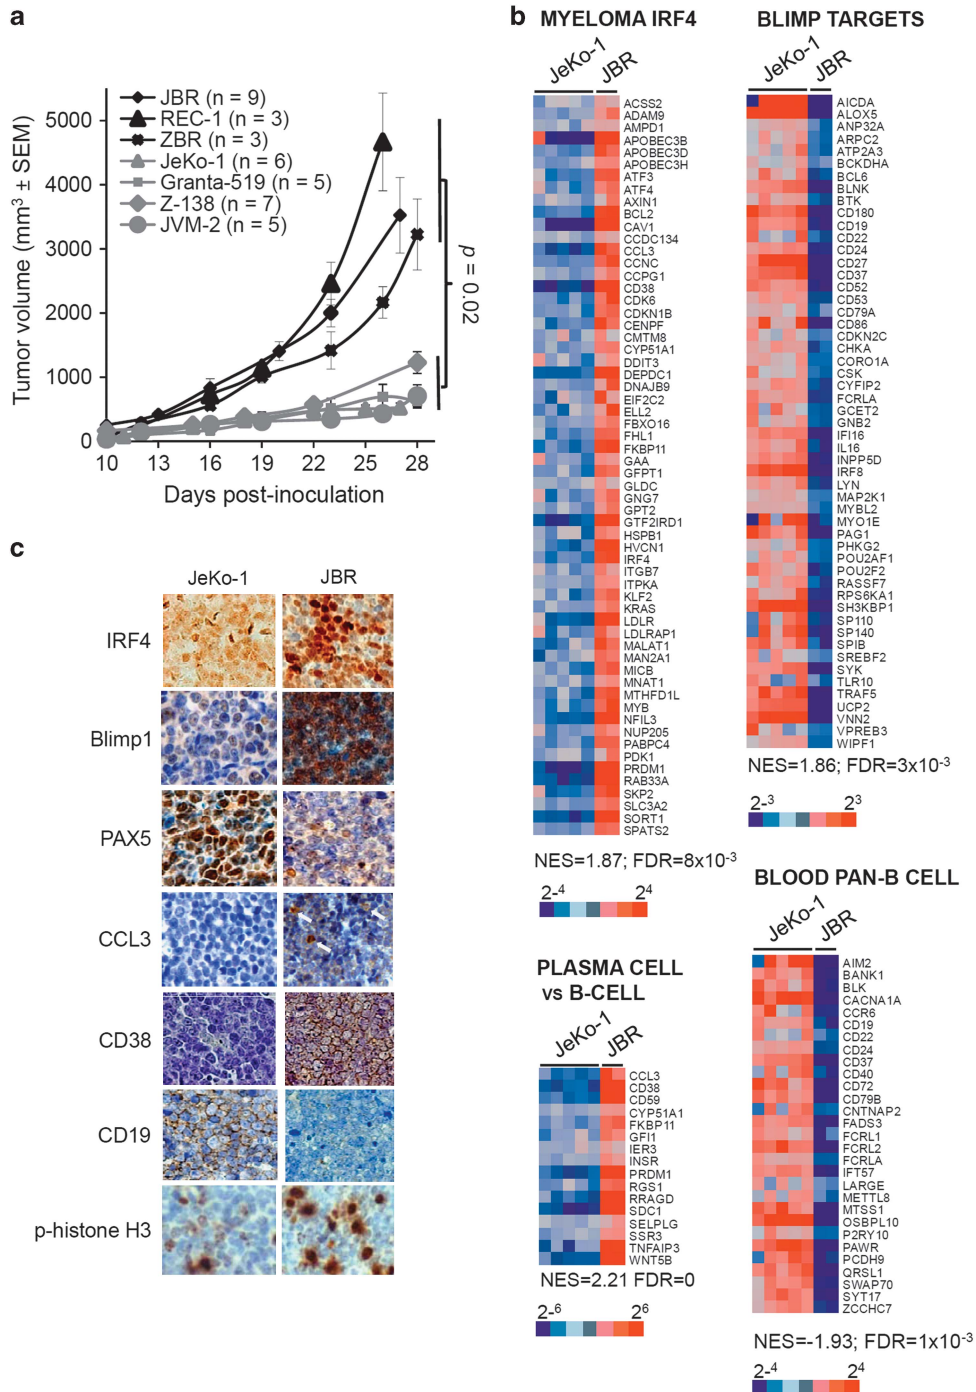 a
JBR (n = 9)
REC-1 (n = 3)
ZBR (n = 3)
JeKo-1 (n = 6)
Granta-519 (n = 5)
Z-138 (n = 7)
JVM-2 (n = 5)
Tumor volume (mm³ ± SEM)
5000
4000
3000
2000
1000
0
10 13 16 19 22 25 28
Days post-inoculation
p = 0.02
b
MYELOMA IRF4
JeKo-1
JBR
ACSS2
ADAM9
AMPD1
APOBEC3B
APOBEC3D
APOBEC3H
ATF3
ATF4
AXIN1
BCL2
CAV1
CCDC134
CCL3
CCNC
CCPG1
CD38
CDK6
CDKN1B
CENPF
CMTM8
CYP51A1
DDIT3
DEPDC1
DNAJB9
EIF2C2
ELL2
FBXO16
FHL1
FKBP11
GAA
GFPT1
GLDC
GNG7
GPT2
GTF2IRD1
HSPB1
HVCN1
IRF4
ITGB7
ITPKA
KLF2
KRAS
LDLR
LDLRAP1
MALAT1
MAN2A1
MICB
MNAT1
MTHFD1L
MYB
NFIL3
NUP205
PABPC4
PDK1
PRDM1
RAB33A
SKP2
SLC3A2
SORT1
SPATS2
NES=1.87; FDR=8x10⁻³
2⁻⁴ 2⁴
BLIMP TARGETS
JeKo-1
JBR
AICDA
ALOX5
ANP32A
ARPC2
ATP2A3
BCKDHA
BCL6
BLNK
BTK
CD180
CD19
CD22
CD24
CD27
CD37
CD52
CD53
CD79A
CD86
CDKN2C
CHKA
CORO1A
CSK
CYFIP2
FCRLA
GCET2
GNB2
IFI16
IL16
INPP5D
IRF8
LYN
MAP2K1
MYBL2
MYO1E
PAG1
PHKG2
POU2AF1
POU2F2
RASSF7
RPS6KA1
SH3KBP1
SP110
SP140
SPIB
SREBF2
SYK
TLR10
TRAF5
UCP2
VNN2
VPREB3
WIPF1
NES=1.86; FDR=3x10⁻³
2⁻³ 2³
PLASMA CELL
vs B-CELL
JeKo-1
JBR
CCL3
CD38
CD59
CYP51A1
FKBP11
GFI1
IER3
INSR
PRDM1
RGS1
RRAGD
SDC1
SELPLG
SSR3
TNFAIP3
WNT5B
NES=2.21 FDR=0
2⁻⁶ 2⁶
BLOOD PAN-B CELL
JeKo-1
JBR
AIM2
BANK1
BLK
CACNA1A
CCR6
CD19
CD22
CD24
CD37
CD40
CD72
CD79B
CNTNAP2
FADS3
FCRL1
FCRL2
FCRLA
IFT57
LARGE
METTL8
MTSS1
OSBPL10
P2RY10
PAWR
PCDH9
QRSL1
SWAP70
SYT17
ZCCHC7
NES=-1.93; FDR=1x10⁻³
2⁻⁴ 2⁴
c
JeKo-1 JBR
IRF4
Blimp1
PAX5
CCL3
CD38
CD19
p-histone H3